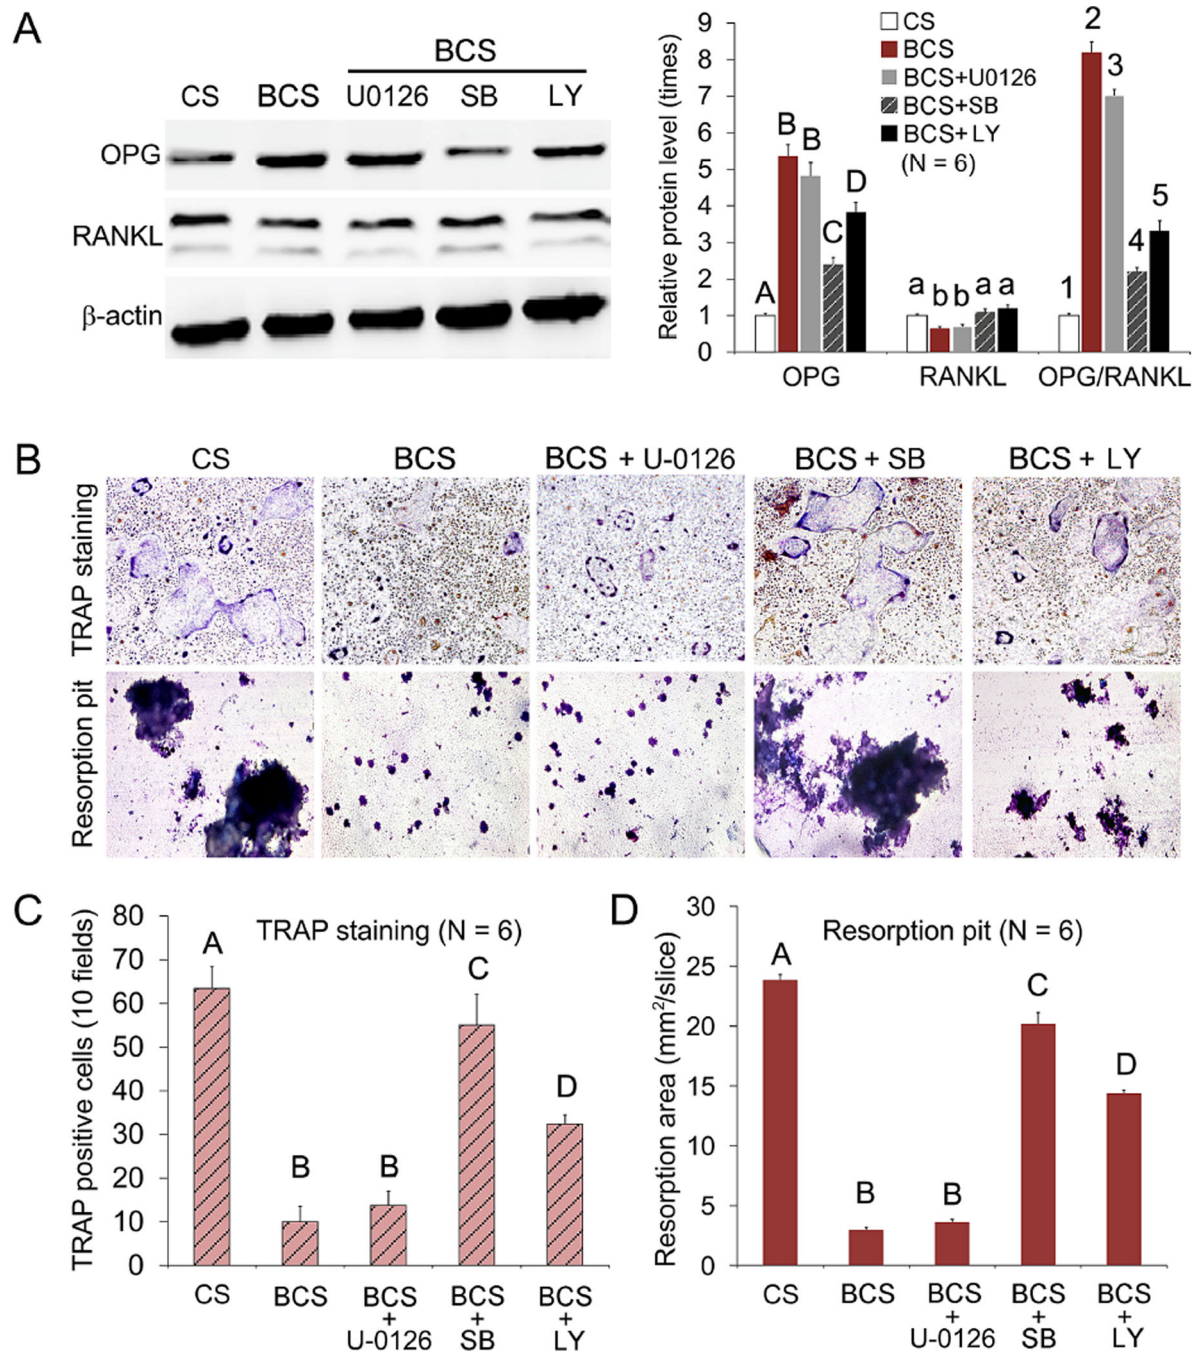 A
BCS
CS BCS U0126 SB LY
OPG
RANKL
β-actin
Relative protein level (times)
9
8
7
6
5
4
3
2
1
0
CS
BCS
BCS+U0126
BCS+SB
BCS+LY
(N = 6)
A B B C D
a b b a a
1 2 3 4 5
OPG RANKL OPG/RANKL
B
CS BCS BCS + U-0126 BCS + SB BCS + LY
TRAP staining
Resorption pit
C
TRAP positive cells (10 fields)
TRAP staining (N = 6)
80
70
60
50
40
30
20
10
0
A B B C D
CS BCS BCS + U-0126 BCS + SB BCS + LY
D
Resorption area (mm²/slice)
Resorption pit (N = 6)
30
25
20
15
10
5
0
A B B C D
CS BCS BCS + U-0126 BCS + SB BCS + LY